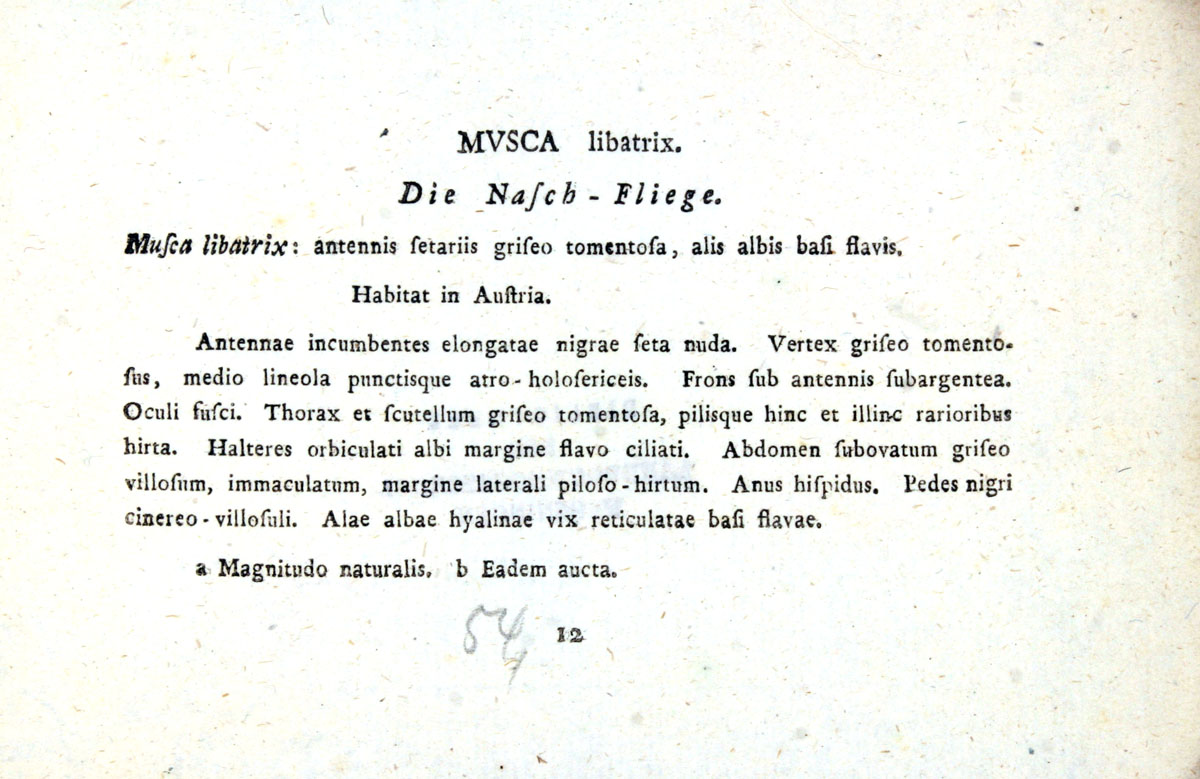 MVSCA libatrix.
Die Naſch - Fliege.
Muſca libatrix: antennis ſetariis griſeo tomentoſa, alis albis baſi flavis.
Habitat in Auſtria.
Antennae incumbentes elongatae nigrae ſeta nuda. Vertex griſeo tomento-
ſus, medio lineola punctisque atro-holoſericeis. Frons ſub antennis ſubargentea.
Oculi fuſci. Thorax et ſcutellum griſeo tomentoſa, pilisque hinc et illinc rarioribus
hirta. Halteres orbiculati albi margine flavo ciliati. Abdomen ſubovatum griſeo
villoſum, immaculatum, margine laterali piloſo-hirtum. Anus hiſpidus. Pedes nigri
cinereo-villoſuli. Alae albae hyalinae vix reticulatae baſi flavae.
a Magnitudo naturalis. b Eadem aucta.
54 12